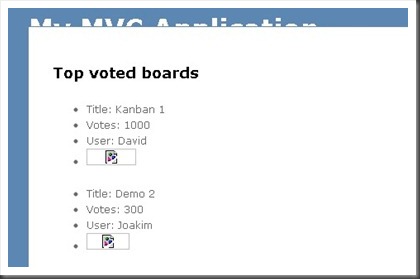 My MVC Application
Top voted boards
Title: Kanban 1
Votes: 1000
User: David
Title: Demo 2
Votes: 300
User: Joakim